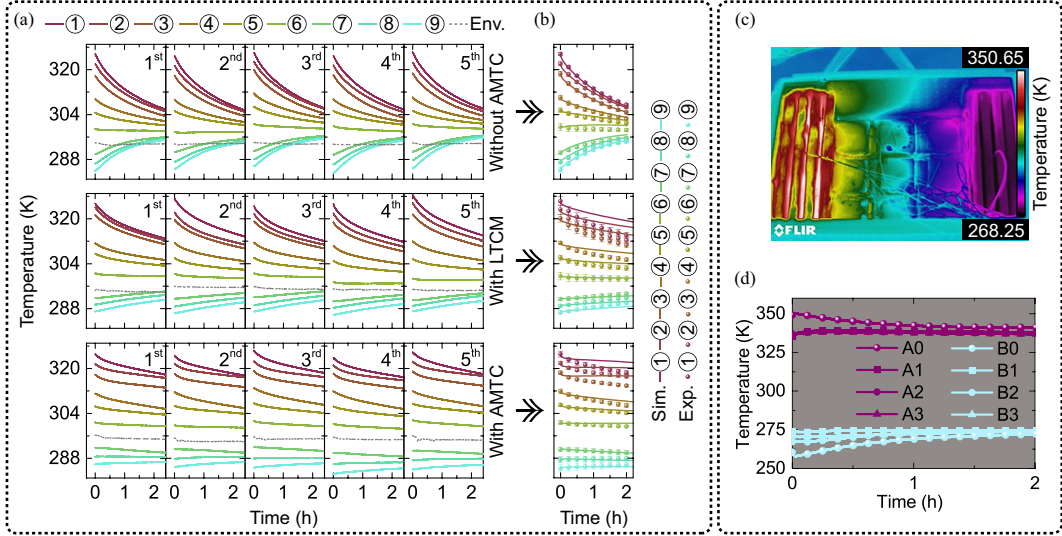 (a)
① ② ③ ④ ⑤ ⑥ ⑦ ⑧ ⑨ Env.
Temperature (K)
320
304
288
1st 2nd 3rd 4th 5th
Without AMTC
320
304
288
1st 2nd 3rd 4th 5th
With LTCM
320
304
288
1st 2nd 3rd 4th 5th
With AMTC
0 1 2 0 1 2 0 1 2 0 1 2 0 1 2
Time (h)
(b)
0 1 2
Time (h)
Sim. ① ② ③ ④ ⑤ ⑥ ⑦ ⑧ ⑨
Exp. ① ② ③ ④ ⑤ ⑥ ⑦ ⑧ ⑨
(c)
350.65
Temperature (K)
268.25
FLIR
(d)
Temperature (K)
350
325
275
250
A0 B0
A1 B1
A2 B2
A3 B3
0 1 2
Time (h)